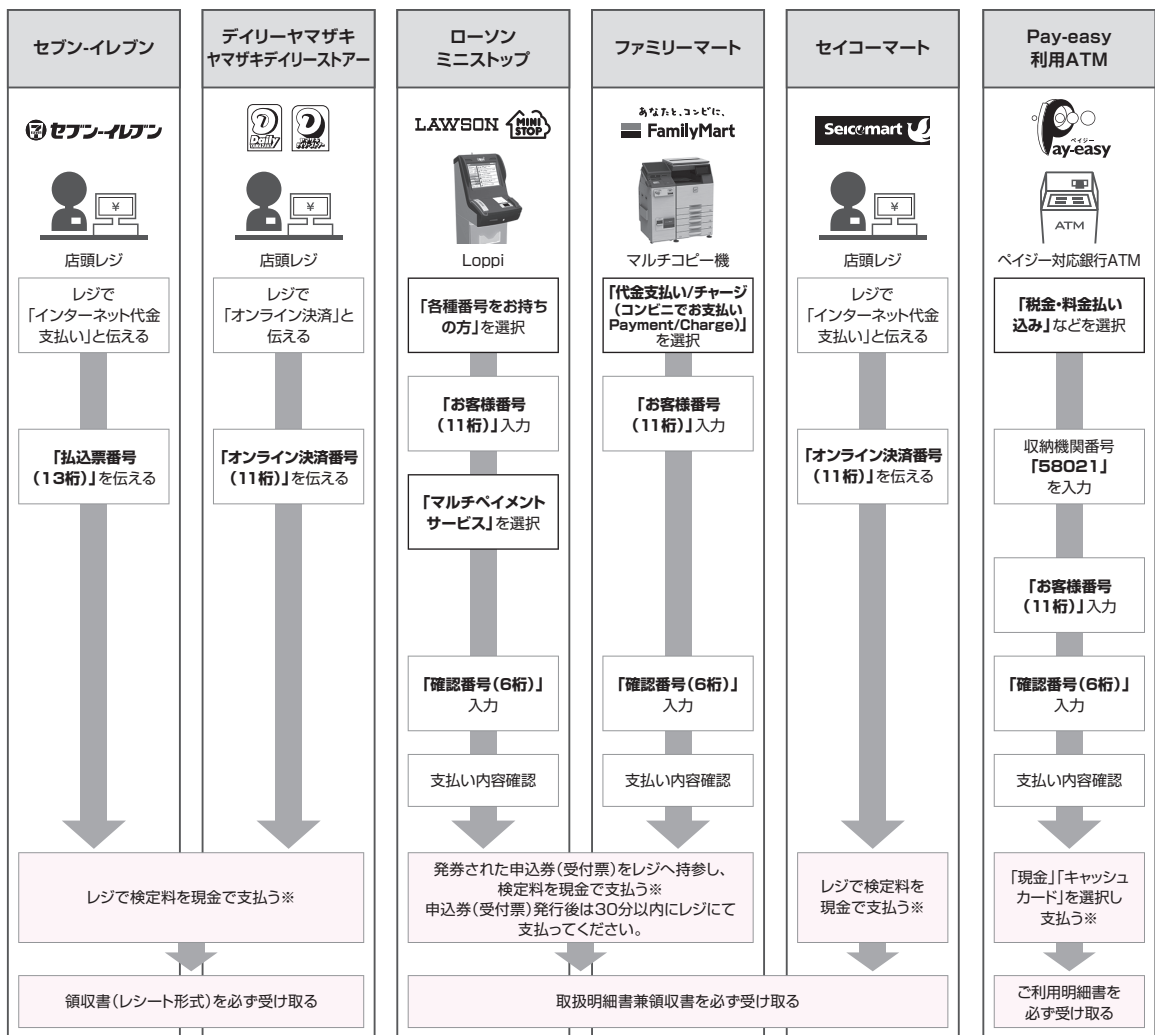 セブン-イレブン
デイリーヤマザキ
ヤマザキデイリーストアー
ローソン
ミニストップ
ファミリーマート
セイコーマート
Pay-easy
利用ATM
セブン-イレブン
Daily
LAWSON
MINI
STOP
あなたと、コンビに、
FamilyMart
Seicomart
ペイジー
Pay-easy
¥
¥
¥
ATM
店頭レジ
店頭レジ
Loppi
マルチコピー機
店頭レジ
ペイジー対応銀行ATM
レジで
「インターネット代金
支払い」と伝える
レジで
「オンライン決済」と
伝える
「各種番号をお持ち
の方」を選択
「代金支払い/チャージ
(コンビニでお支払い
Payment/Charge)」
を選択
レジで
「インターネット代金
支払い」と伝える
「税金・料金払い
込み」などを選択
「お客様番号
(11桁)」入力
「お客様番号
(11桁)」入力
「払込票番号
(13桁)」を伝える
「オンライン決済番号
(11桁)」を伝える
「マルチペイメント
サービス」を選択
「オンライン決済番号
(11桁)」を伝える
収納機関番号
「58021」
を入力
「お客様番号
(11桁)」入力
「確認番号(6桁)」
入力
「確認番号(6桁)」
入力
「確認番号(6桁)」
入力
支払い内容確認
支払い内容確認
支払い内容確認
レジで検定料を現金で支払う※
発券された申込券(受付票)をレジへ持参し、
検定料を現金で支払う※
申込券(受付票)発行後は30分以内にレジにて
支払ってください。
レジで検定料を
現金で支払う※
「現金」「キャッシュ
カード」を選択し
支払う※
領収書(レシート形式)を必ず受け取る
取扱明細書兼領収書を必ず受け取る
ご利用明細書を
必ず受け取る